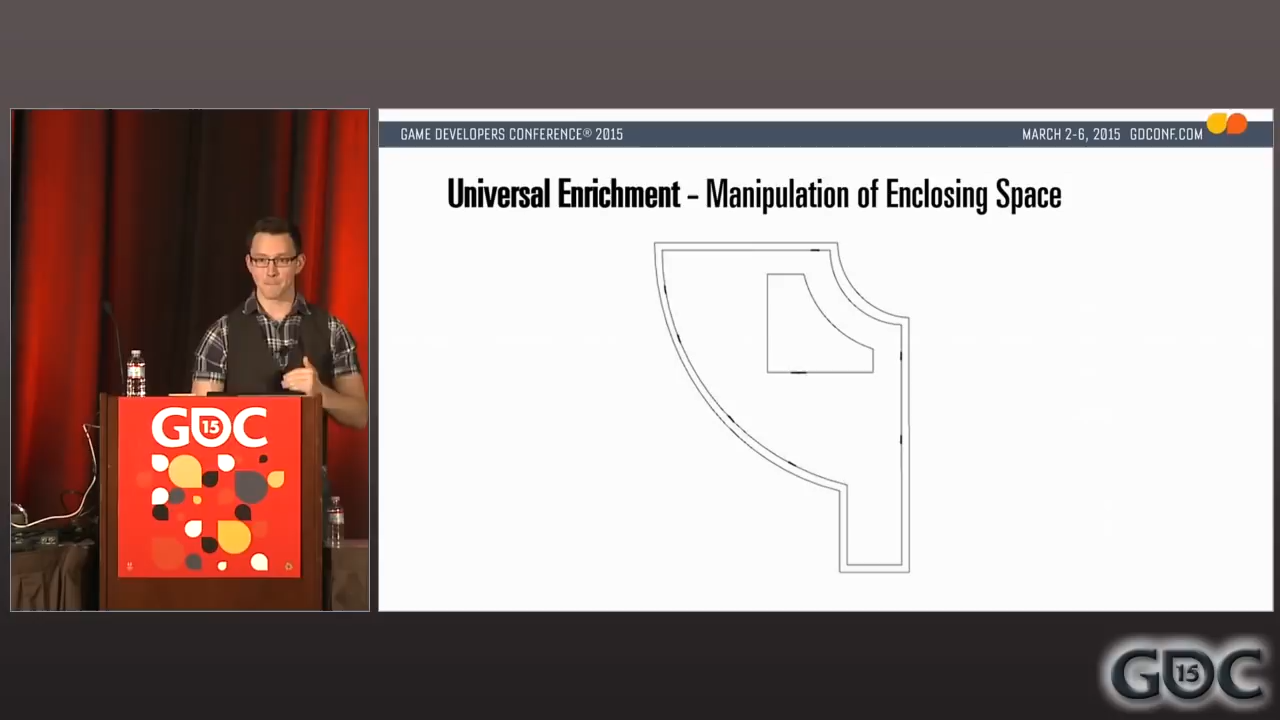 GAME DEVELOPERS CONFERENCE® 2015
MARCH 2-6, 2015 GDCONF.COM
Universal Enrichment – Manipulation of Enclosing Space
GDC
15
GDC
15